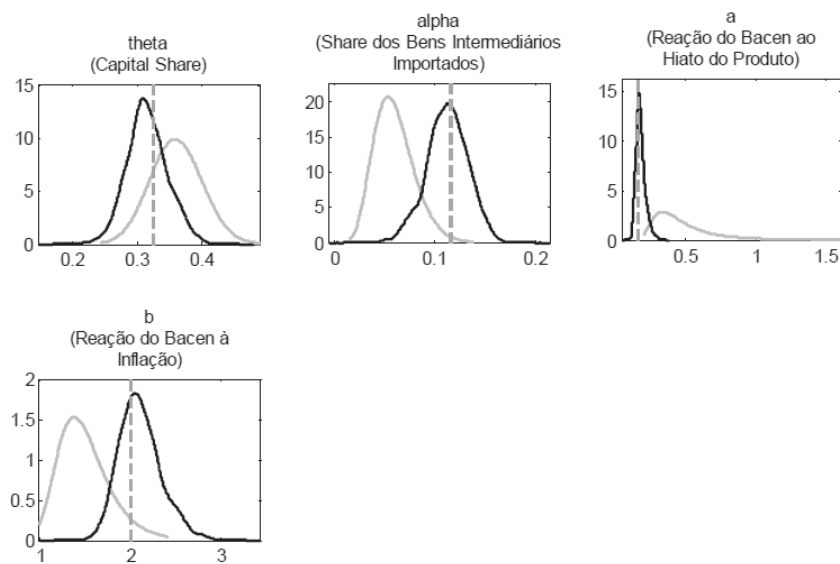 theta
(Capital Share)
15
10
5
0
0.2
0.3
0.4
alpha
(Share dos Bens Intermediários
Importados)
20
15
10
5
0
0
0.1
0.2
a
(Reação do Bacen ao
Hiato do Produto)
15
10
5
0
0.5
1
1.5
b
(Reação do Bacen à
Inflação)
2
1.5
1
0.5
0
1
2
3